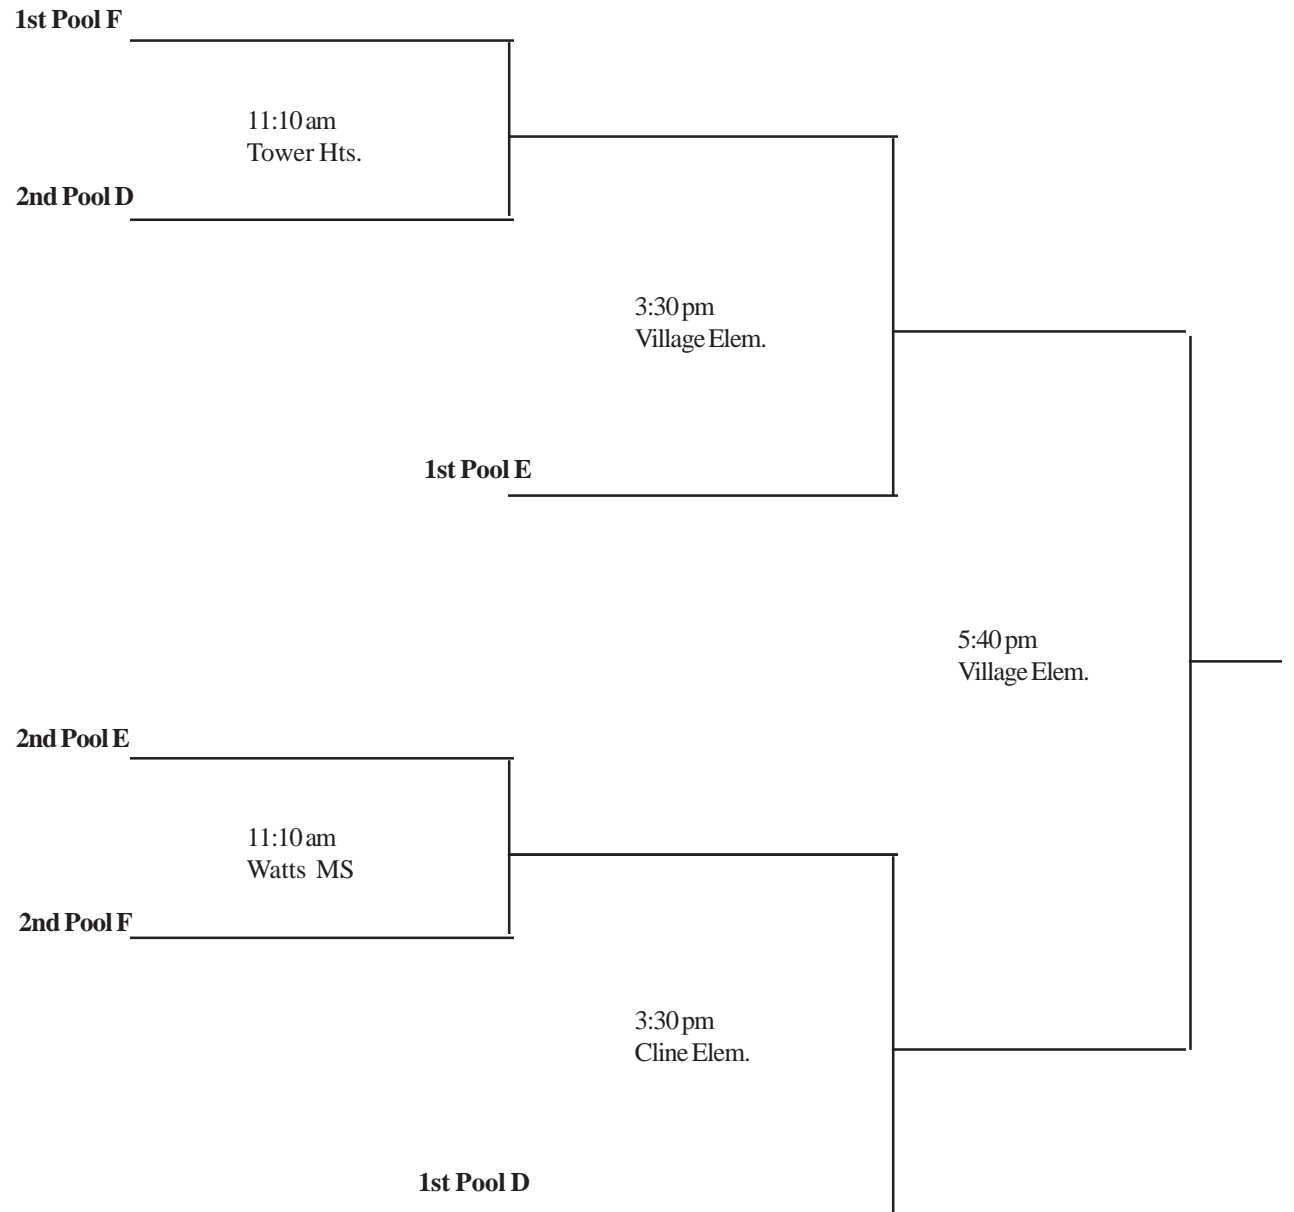 1st Pool F
11:10 am
Tower Hts.
2nd Pool D
3:30 pm
Village Elem.
1st Pool E
5:40 pm
Village Elem.
2nd Pool E
11:10 am
Watts MS
2nd Pool F
3:30 pm
Cline Elem.
1st Pool D